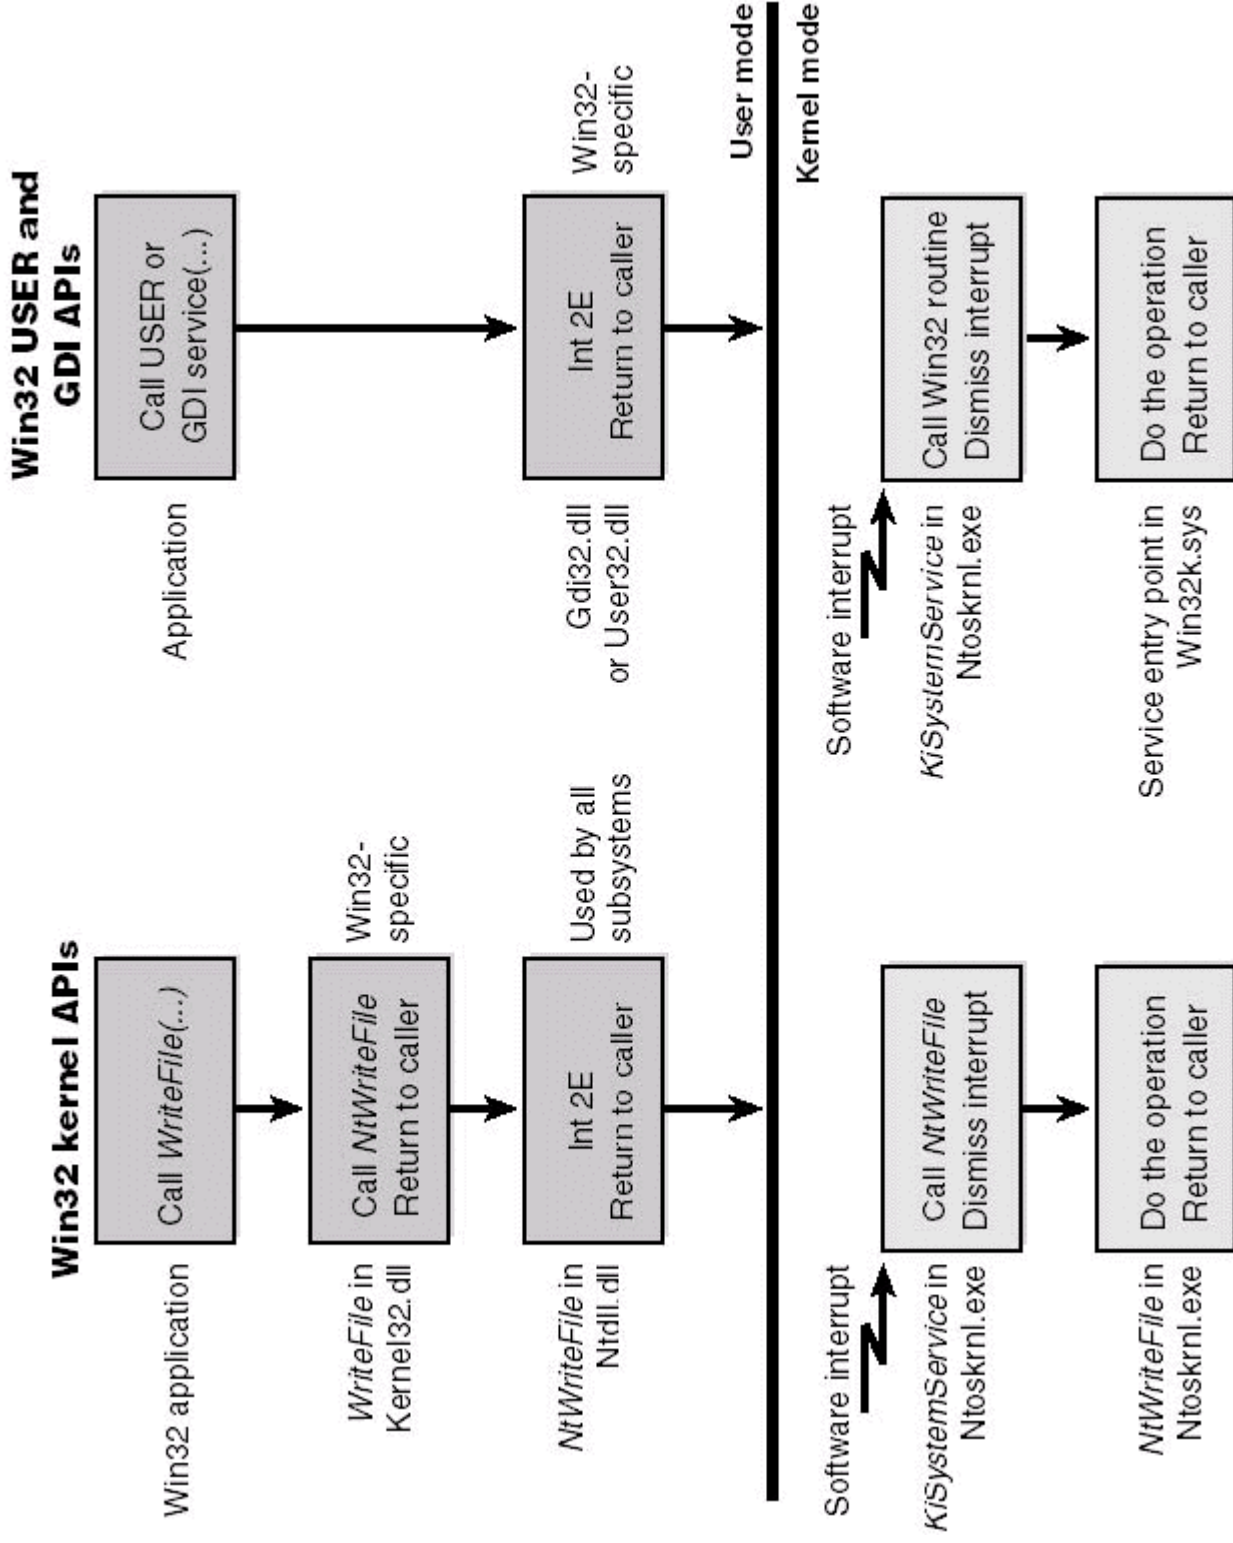 Win32 kernel APIs
Win32 application
Call WriteFile(...)
WriteFile in
Kernel32.dll
Call NtWriteFile
Return to caller
Win32-
specific
NtWriteFile in
Ntdll.dll
Int 2E
Return to caller
Used by all
subsystems
Software interrupt
KiSystemService in
Ntoskrnl.exe
Call NtWriteFile
Dismiss interrupt
NtWriteFile in
Ntoskrnl.exe
Do the operation
Return to caller
Win32 USER and
GDI APIs
Application
Call USER or
GDI service(...)
Gdi32.dll
or User32.dll
Int 2E
Return to caller
Win32-
specific
User mode
Kernel mode
Software interrupt
KiSystemService in
Ntoskrnl.exe
Call Win32 routine
Dismiss interrupt
Service entry point in
Win32k.sys
Do the operation
Return to caller